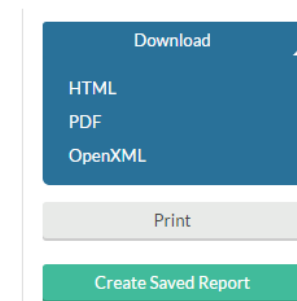 Download
HTML
PDF
OpenXML
Print
Create Saved Report